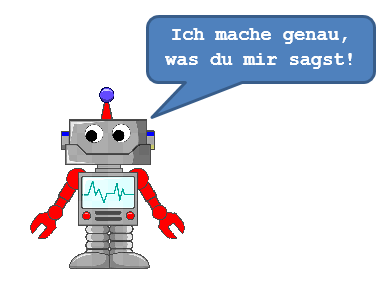 Ich mache genau,
was du mir sagst!